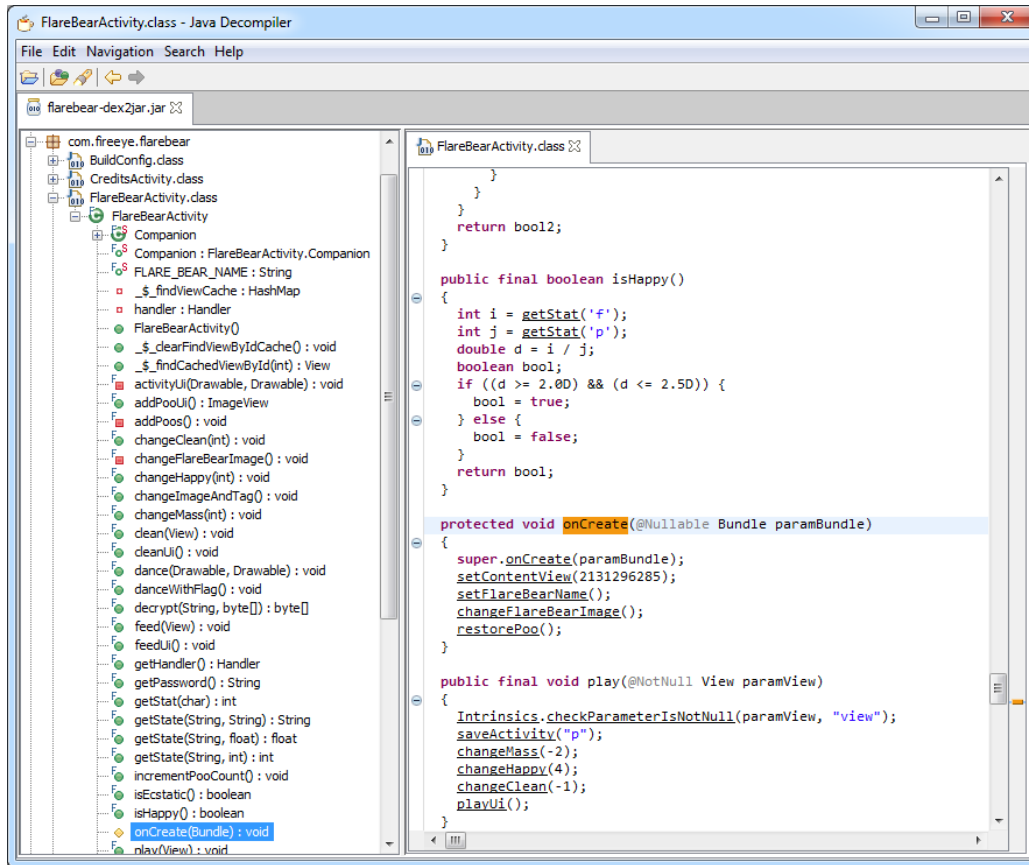 FlareBearActivity.class - Java Decompiler
File Edit Navigation Search Help
flarebear-dex2jar.jar
com.fireeye.flarebear
BuildConfig.class
CreditsActivity.class
FlareBearActivity.class
FlareBearActivity
Companion
Companion : FlareBearActivity.Companion
FLARE_BEAR_NAME : String
_$_findViewCache : HashMap
handler : Handler
FlareBearActivity()
_$_clearFindViewByIdCache() : void
_$_findCachedViewById(int) : View
activityUi(Drawable, Drawable) : void
addPooUi() : ImageView
addPoos() : void
changeClean(int) : void
changeFlareBearImage() : void
changeHappy(int) : void
changeImageAndTag() : void
changeMass(int) : void
clean(View) : void
cleanUi() : void
dance(Drawable, Drawable) : void
danceWithFlag() : void
decrypt(String, byte[]) : byte[]
feed(View) : void
feedUi() : void
getHandler() : Handler
getPassword() : String
getStat(char) : int
getState(String, String) : String
getState(String, float) : float
getState(String, int) : int
incrementPooCount() : void
isEcstatic() : boolean
isHappy() : boolean
onCreate(Bundle) : void
play(View) : void
FlareBearActivity.class
}
}
}
return bool2;
}
public final boolean isHappy()
{
int i = getStat('f');
int j = getStat('p');
double d = i / j;
boolean bool;
if ((d >= 2.0D) && (d <= 2.5D)) {
bool = true;
} else {
bool = false;
}
return bool;
}
protected void onCreate(@Nullable Bundle paramBundle)
{
super.onCreate(paramBundle);
setContentView(2131296285);
setFlareBearName();
changeFlareBearImage();
restorePoo();
}
public final void play(@NotNull View paramView)
{
Intrinsics.checkParameterIsNotNull(paramView, "view");
saveActivity("p");
changeMass(-2);
changeHappy(4);
changeClean(-1);
playUi();
}